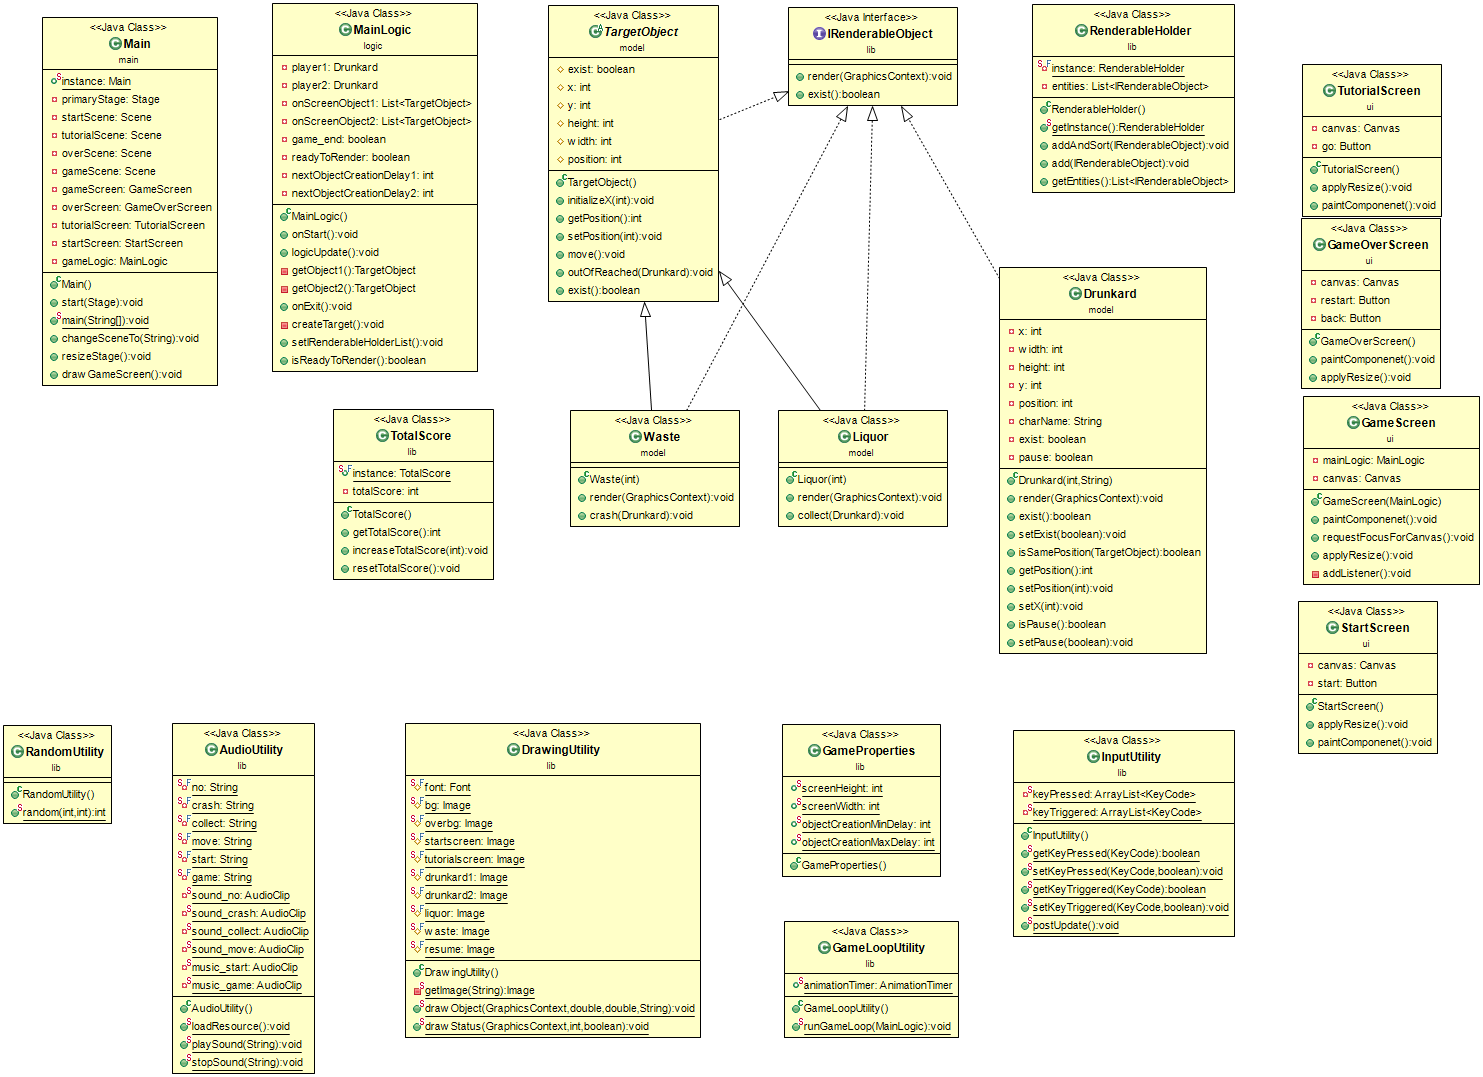 <<Java Class>>
Main
main
instance: Main
primaryStage: Stage
startScene: Scene
tutorialScene: Scene
overScene: Scene
gameScene: Scene
gameScreen: GameScreen
overScreen: GameOverScreen
tutorialScreen: TutorialScreen
startScreen: StartScreen
gameLogic: MainLogic
Main()
start(Stage):void
main(String[]):void
changeSceneTo(String):void
resizeStage():void
drawGameScreen():void
<<Java Class>>
MainLogic
logic
player1: Drunkard
player2: Drunkard
onScreenObject1: List<TargetObject>
onScreenObject2: List<TargetObject>
game_end: boolean
readyToRender: boolean
nextObjectCreationDelay1: int
nextObjectCreationDelay2: int
MainLogic()
onStart():void
logicUpdate():void
getObject1():TargetObject
getObject2():TargetObject
onExit():void
createTarget():void
setIRenderableHolderList():void
isReadyToRender():boolean
<<Java Class>>
TargetObject
model
exist: boolean
x: int
y: int
height: int
width: int
position: int
TargetObject()
initializeX(int):void
getPosition():int
setPosition(int):void
move():void
outOfReached(Drunkard):void
exist():boolean
<<Java Interface>>
IRenderableObject
lib
render(GraphicsContext):void
exist():boolean
<<Java Class>>
RenderableHolder
lib
instance: RenderableHolder
entities: List<IRenderableObject>
RenderableHolder()
getInstance():RenderableHolder
addAndSort(IRenderableObject):void
add(IRenderableObject):void
getEntities():List<IRenderableObject>
<<Java Class>>
TutorialScreen
ui
canvas: Canvas
go: Button
TutorialScreen()
applyResize():void
paintComponenet():void
<<Java Class>>
GameOverScreen
ui
canvas: Canvas
restart: Button
back: Button
GameOverScreen()
paintComponenet():void
applyResize():void
<<Java Class>>
Drunkard
model
x: int
width: int
height: int
y: int
position: int
charName: String
exist: boolean
pause: boolean
Drunkard(int,String)
render(GraphicsContext):void
exist():boolean
setExist(boolean):void
isSamePosition(TargetObject):boolean
getPosition():int
setPosition(int):void
setX(int):void
isPause():boolean
setPause(boolean):void
<<Java Class>>
GameScreen
ui
mainLogic: MainLogic
canvas: Canvas
GameScreen(MainLogic)
paintComponenet():void
requestFocusForCanvas():void
applyResize():void
addListener():void
<<Java Class>>
TotalScore
lib
instance: TotalScore
totalScore: int
TotalScore()
getTotalScore():int
increaseTotalScore(int):void
resetTotalScore():void
<<Java Class>>
Waste
model
Waste(int)
render(GraphicsContext):void
crash(Drunkard):void
<<Java Class>>
Liquor
model
Liquor(int)
render(GraphicsContext):void
collect(Drunkard):void
<<Java Class>>
StartScreen
ui
canvas: Canvas
start: Button
StartScreen()
applyResize():void
paintComponenet():void
<<Java Class>>
RandomUtility
lib
RandomUtility()
random(int,int):int
<<Java Class>>
AudioUtility
lib
no: String
crash: String
collect: String
move: String
start: String
game: String
sound_no: AudioClip
sound_crash: AudioClip
sound_collect: AudioClip
sound_move: AudioClip
music_start: AudioClip
music_game: AudioClip
AudioUtility()
loadResource():void
playSound(String):void
stopSound(String):void
<<Java Class>>
DrawingUtility
lib
font: Font
bg: Image
overbg: Image
startscreen: Image
tutorialscreen: Image
drunkard1: Image
drunkard2: Image
liquor: Image
waste: Image
resume: Image
DrawingUtility()
getImage(String):Image
drawObject(GraphicsContext,double,double,String):void
drawStatus(GraphicsContext,int,boolean):void
<<Java Class>>
GameProperties
lib
screenHeight: int
screenWidth: int
objectCreationMinDelay: int
objectCreationMaxDelay: int
GameProperties()
<<Java Class>>
GameLoopUtility
lib
animationTimer: AnimationTimer
GameLoopUtility()
runGameLoop(MainLogic):void
<<Java Class>>
InputUtility
lib
keyPressed: ArrayList<KeyCode>
keyTriggered: ArrayList<KeyCode>
InputUtility()
getKeyPressed(KeyCode):boolean
setKeyPressed(KeyCode,boolean):void
getKeyTriggered(KeyCode):boolean
setKeyTriggered(KeyCode,boolean):void
postUpdate():void